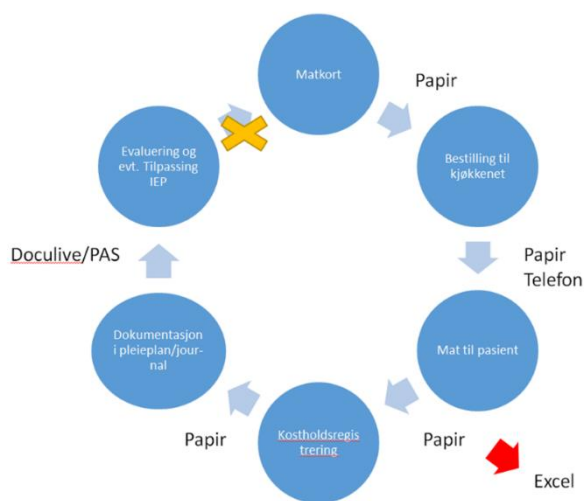 Matkort
Papir
Bestilling til
kjøkkenet
Papir
Telefon
Mat til pasient
Papir
Excel
Kostholdsregis
trering
Papir
Dokumentasjon
i pleieplan/jour-
nal
Doculive/PAS
Evaluering og
evt. Tilpassing
IEP